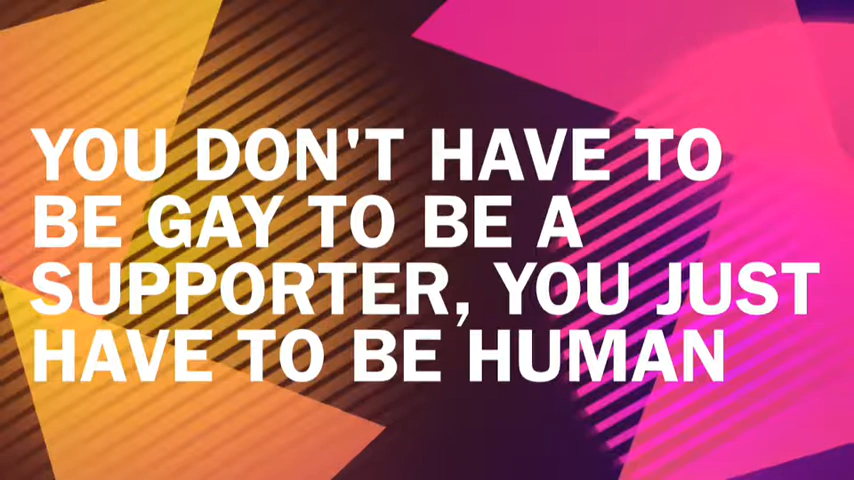 YOU DON'T HAVE TO
BE GAY TO BE A
SUPPORTER, YOU JUST
HAVE TO BE HUMAN